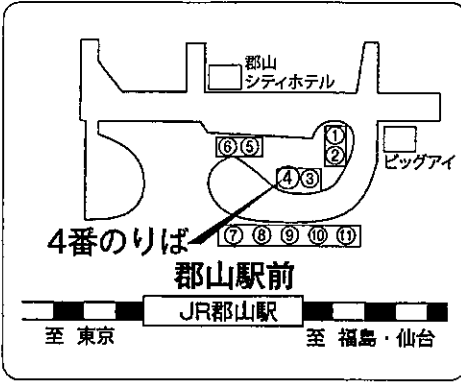 郡山
シティホテル
①
②
ビッグアイ
⑥⑤
④③
4番のりば
⑦⑧⑨⑩⑪
郡山駅前
JR郡山駅
至 東京
至 福島・仙台